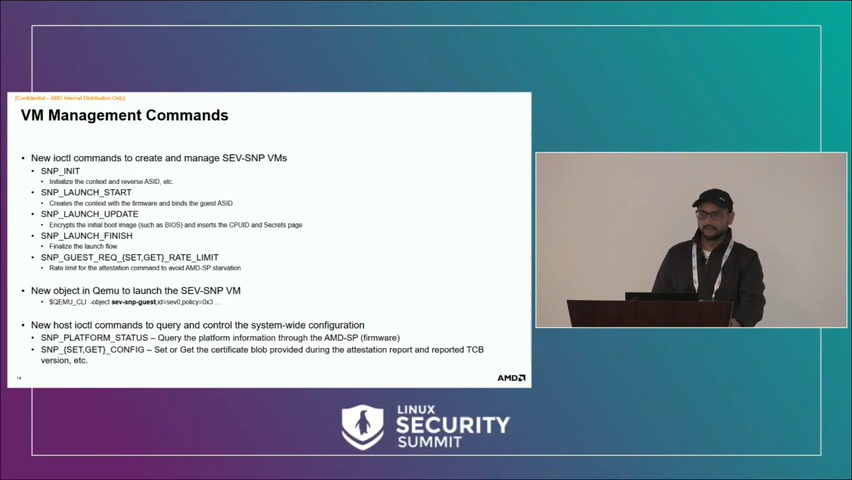 [Confidential - AMD Internal Distribution Only]
VM Management Commands
• New ioctl commands to create and manage SEV-SNP VMs
• SNP_INIT
• Initialize the context and reverse ASID, etc.
• SNP_LAUNCH_START
• Creates the context with the firmware and binds the guest ASID
• SNP_LAUNCH_UPDATE
• Encrypts the initial boot image (such as BIOS) and inserts the CPUID and Secrets page
• SNP_LAUNCH_FINISH
• Finalize the launch flow
• SNP_GUEST_REQ_{SET,GET}_RATE_LIMIT
• Rate limit for the attestation command to avoid AMD-SP starvation
• New object in Qemu to launch the SEV-SNP VM
• $QEMU_CLI -object sev-snp-guest,id=sev0,policy=0x3 ...
• New host ioctl commands to query and control the system-wide configuration
• SNP_PLATFORM_STATUS – Query the platform information through the AMD-SP (firmware)
• SNP_{SET,GET}_CONFIG – Set or Get the certificate blob provided during the attestation report and reported TCB
version, etc.
14
AMD
LINUX
SECURITY
SUMMIT